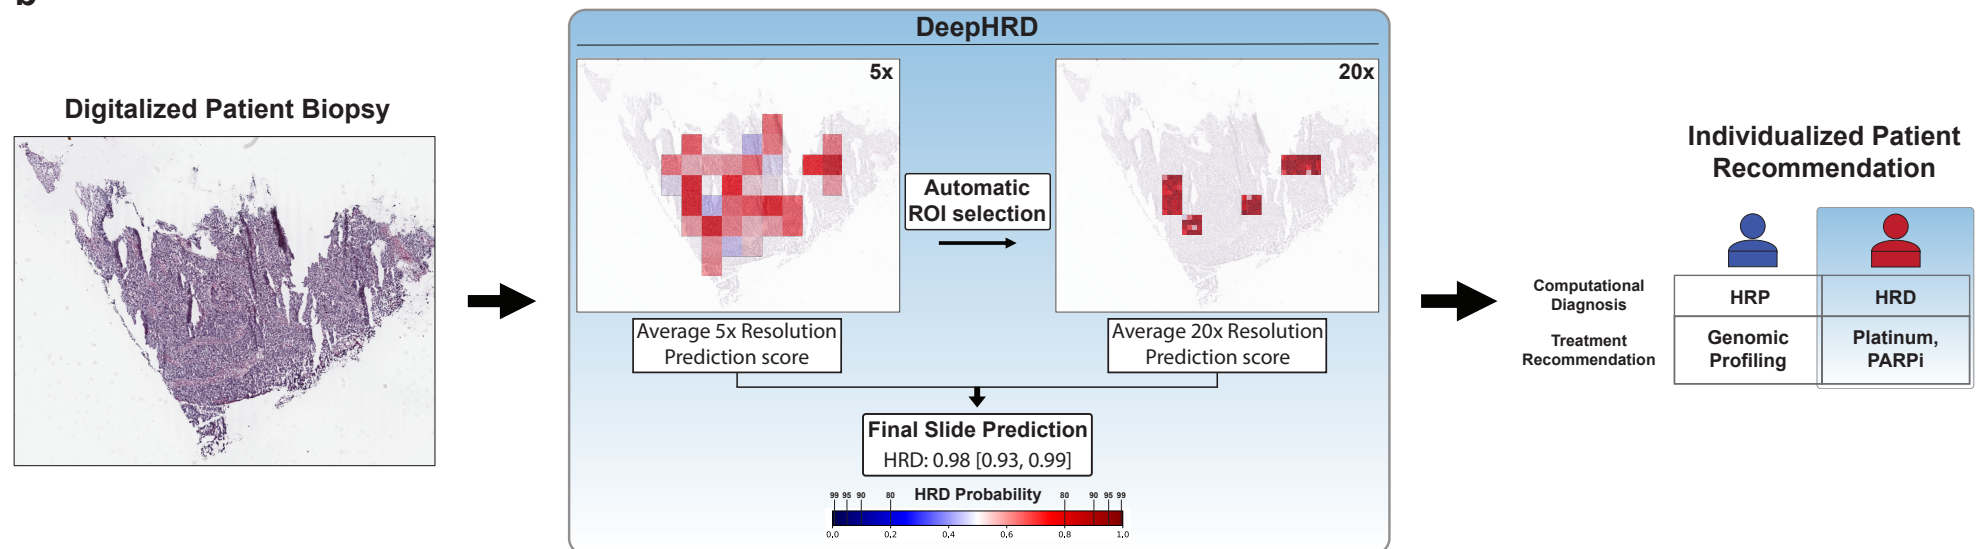 b
Digitalized Patient Biopsy
DeepHRD
5x
Automatic
ROI selection
20x
Average 5x Resolution
Prediction score
Average 20x Resolution
Prediction score
Final Slide Prediction
HRD: 0.98 [0.93, 0.99]
HRD Probability
99 95 90 80 80 90 95 99
0.0 0.2 0.4 0.6 0.8 1.0
Individualized Patient
Recommendation
Computational
Diagnosis
HRP
HRD
Treatment
Recommendation
Genomic
Profiling
Platinum,
PARPi